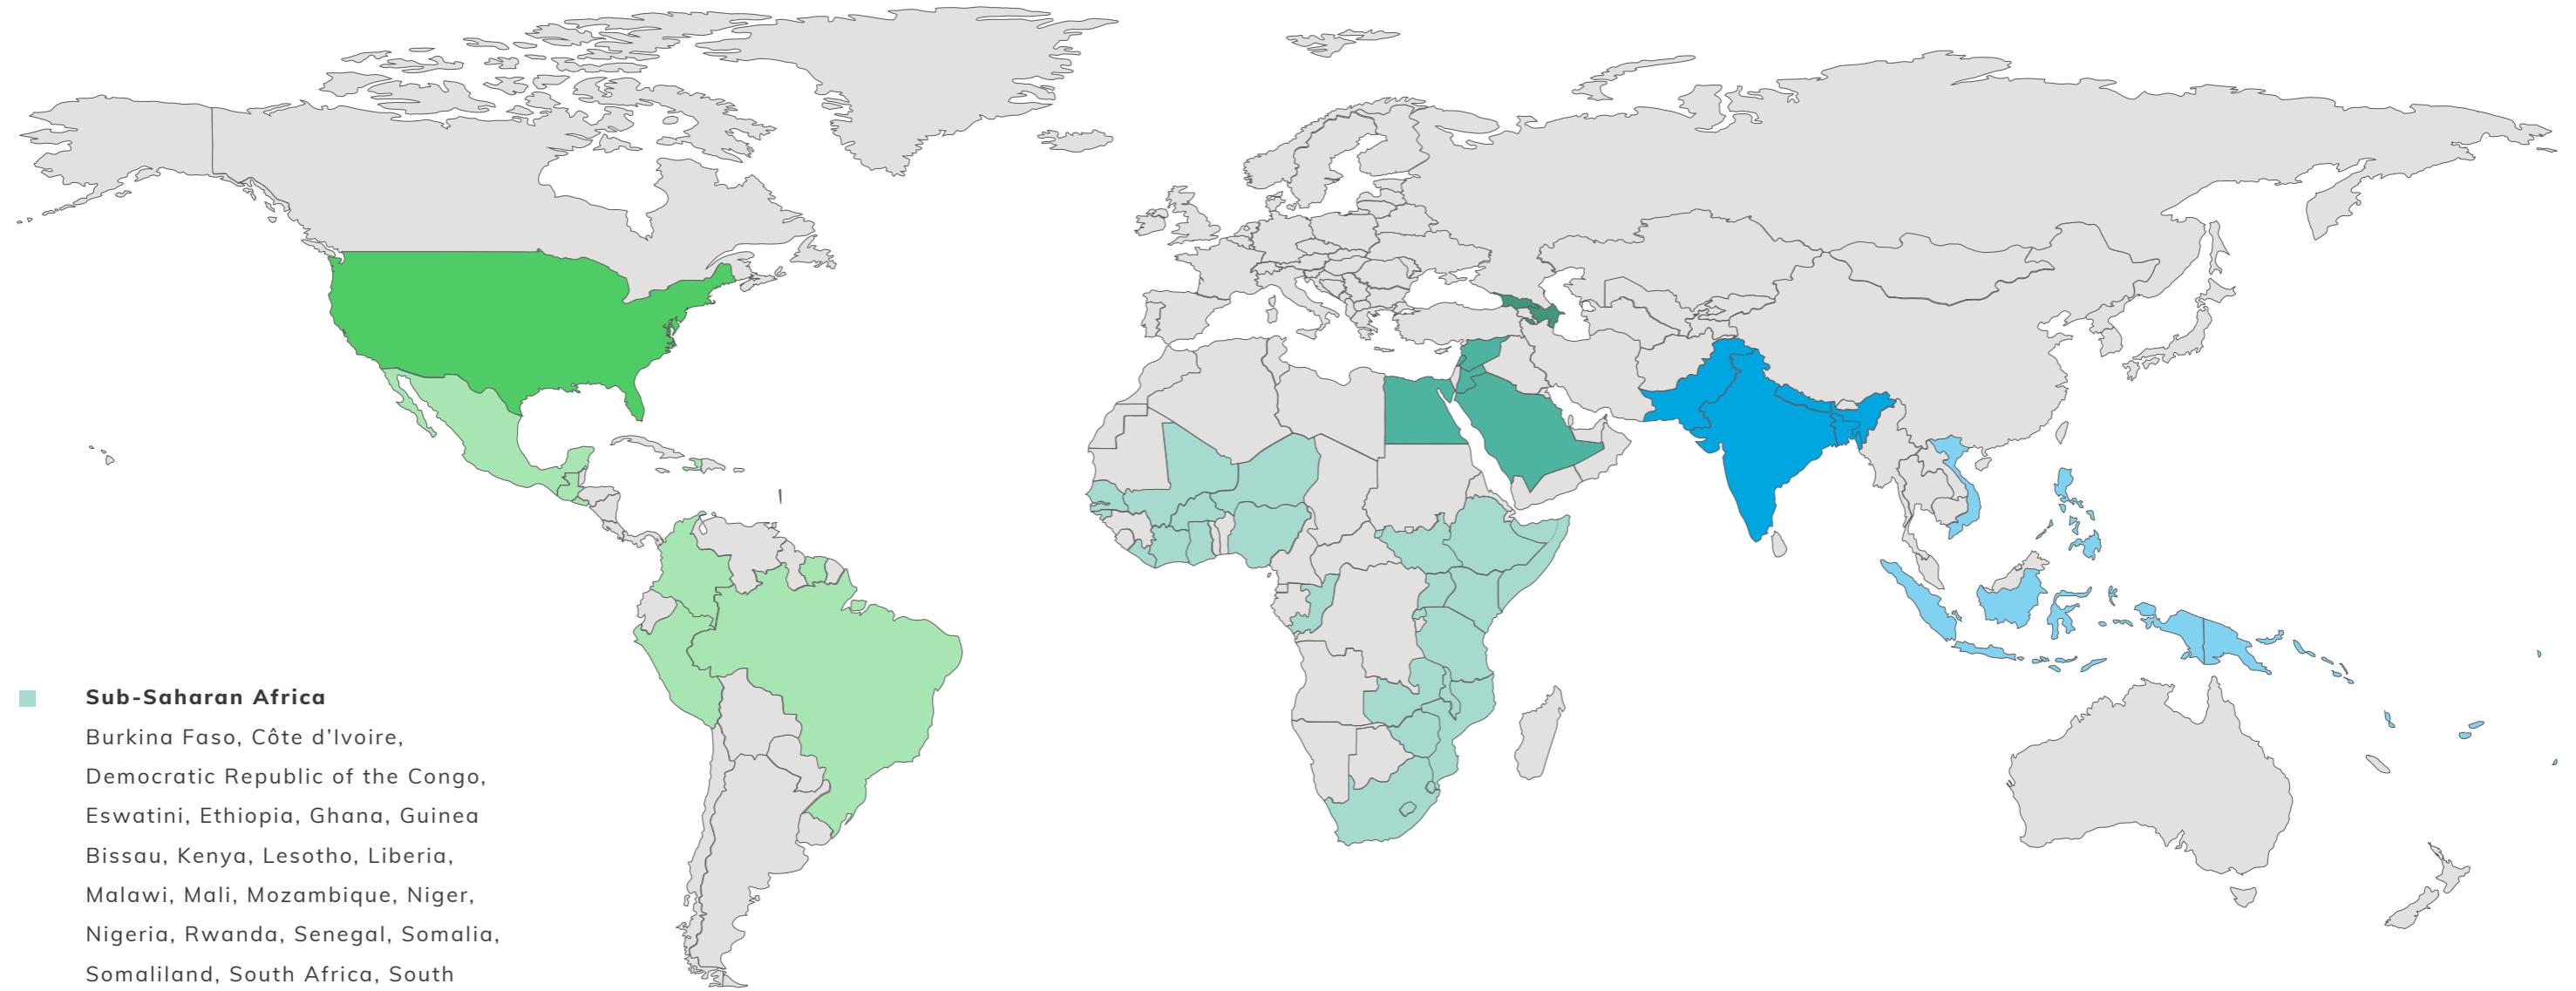 Sub-Saharan Africa
Burkina Faso, Côte d’Ivoire,
Democratic Republic of the Congo,
Eswatini, Ethiopia, Ghana, Guinea
Bissau, Kenya, Lesotho, Liberia,
Malawi, Mali, Mozambique, Niger,
Nigeria, Rwanda, Senegal, Somalia,
Somaliland, South Africa, South